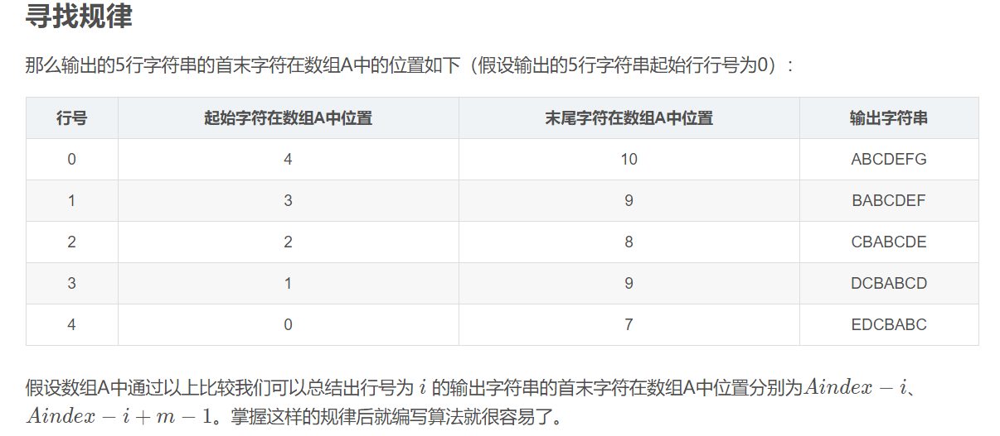 寻找规律
那么输出的5行字符串的首末字符在数组A中的位置如下（假设输出的5行字符串起始行行号为0）:
行号 起始字符在数组A中位置 末尾字符在数组A中位置 输出字符串
0 4 10 ABCDEFG
1 3 9 BABCDEF
2 2 8 CBABCDE
3 1 9 DCBABCD
4 0 7 EDCBABC
假设数组A中通过以上比较我们可以总结出行号为 i 的输出字符串的首末字符在数组A中位置分别为Aindex − i、
Aindex − i + m − 1。掌握这样的规律后就编写算法就很容易了。